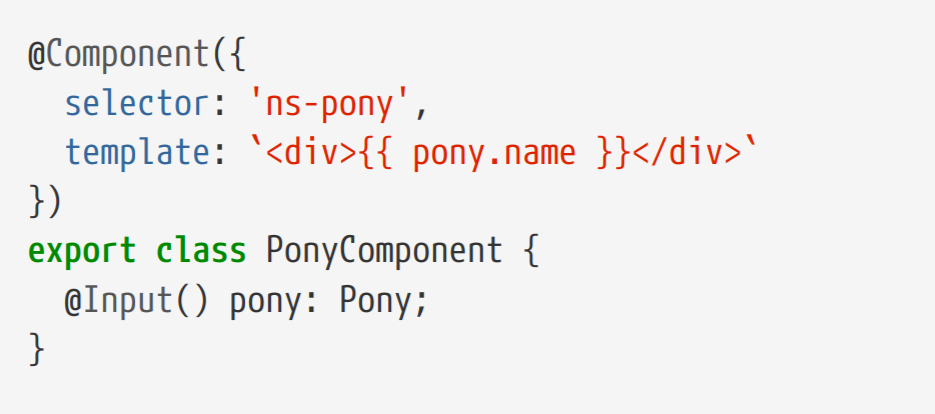 @Component({
  selector: 'ns-pony',
  template: `<div>{{ pony.name }}</div>`
})
export class PonyComponent {
  @Input() pony: Pony;
}